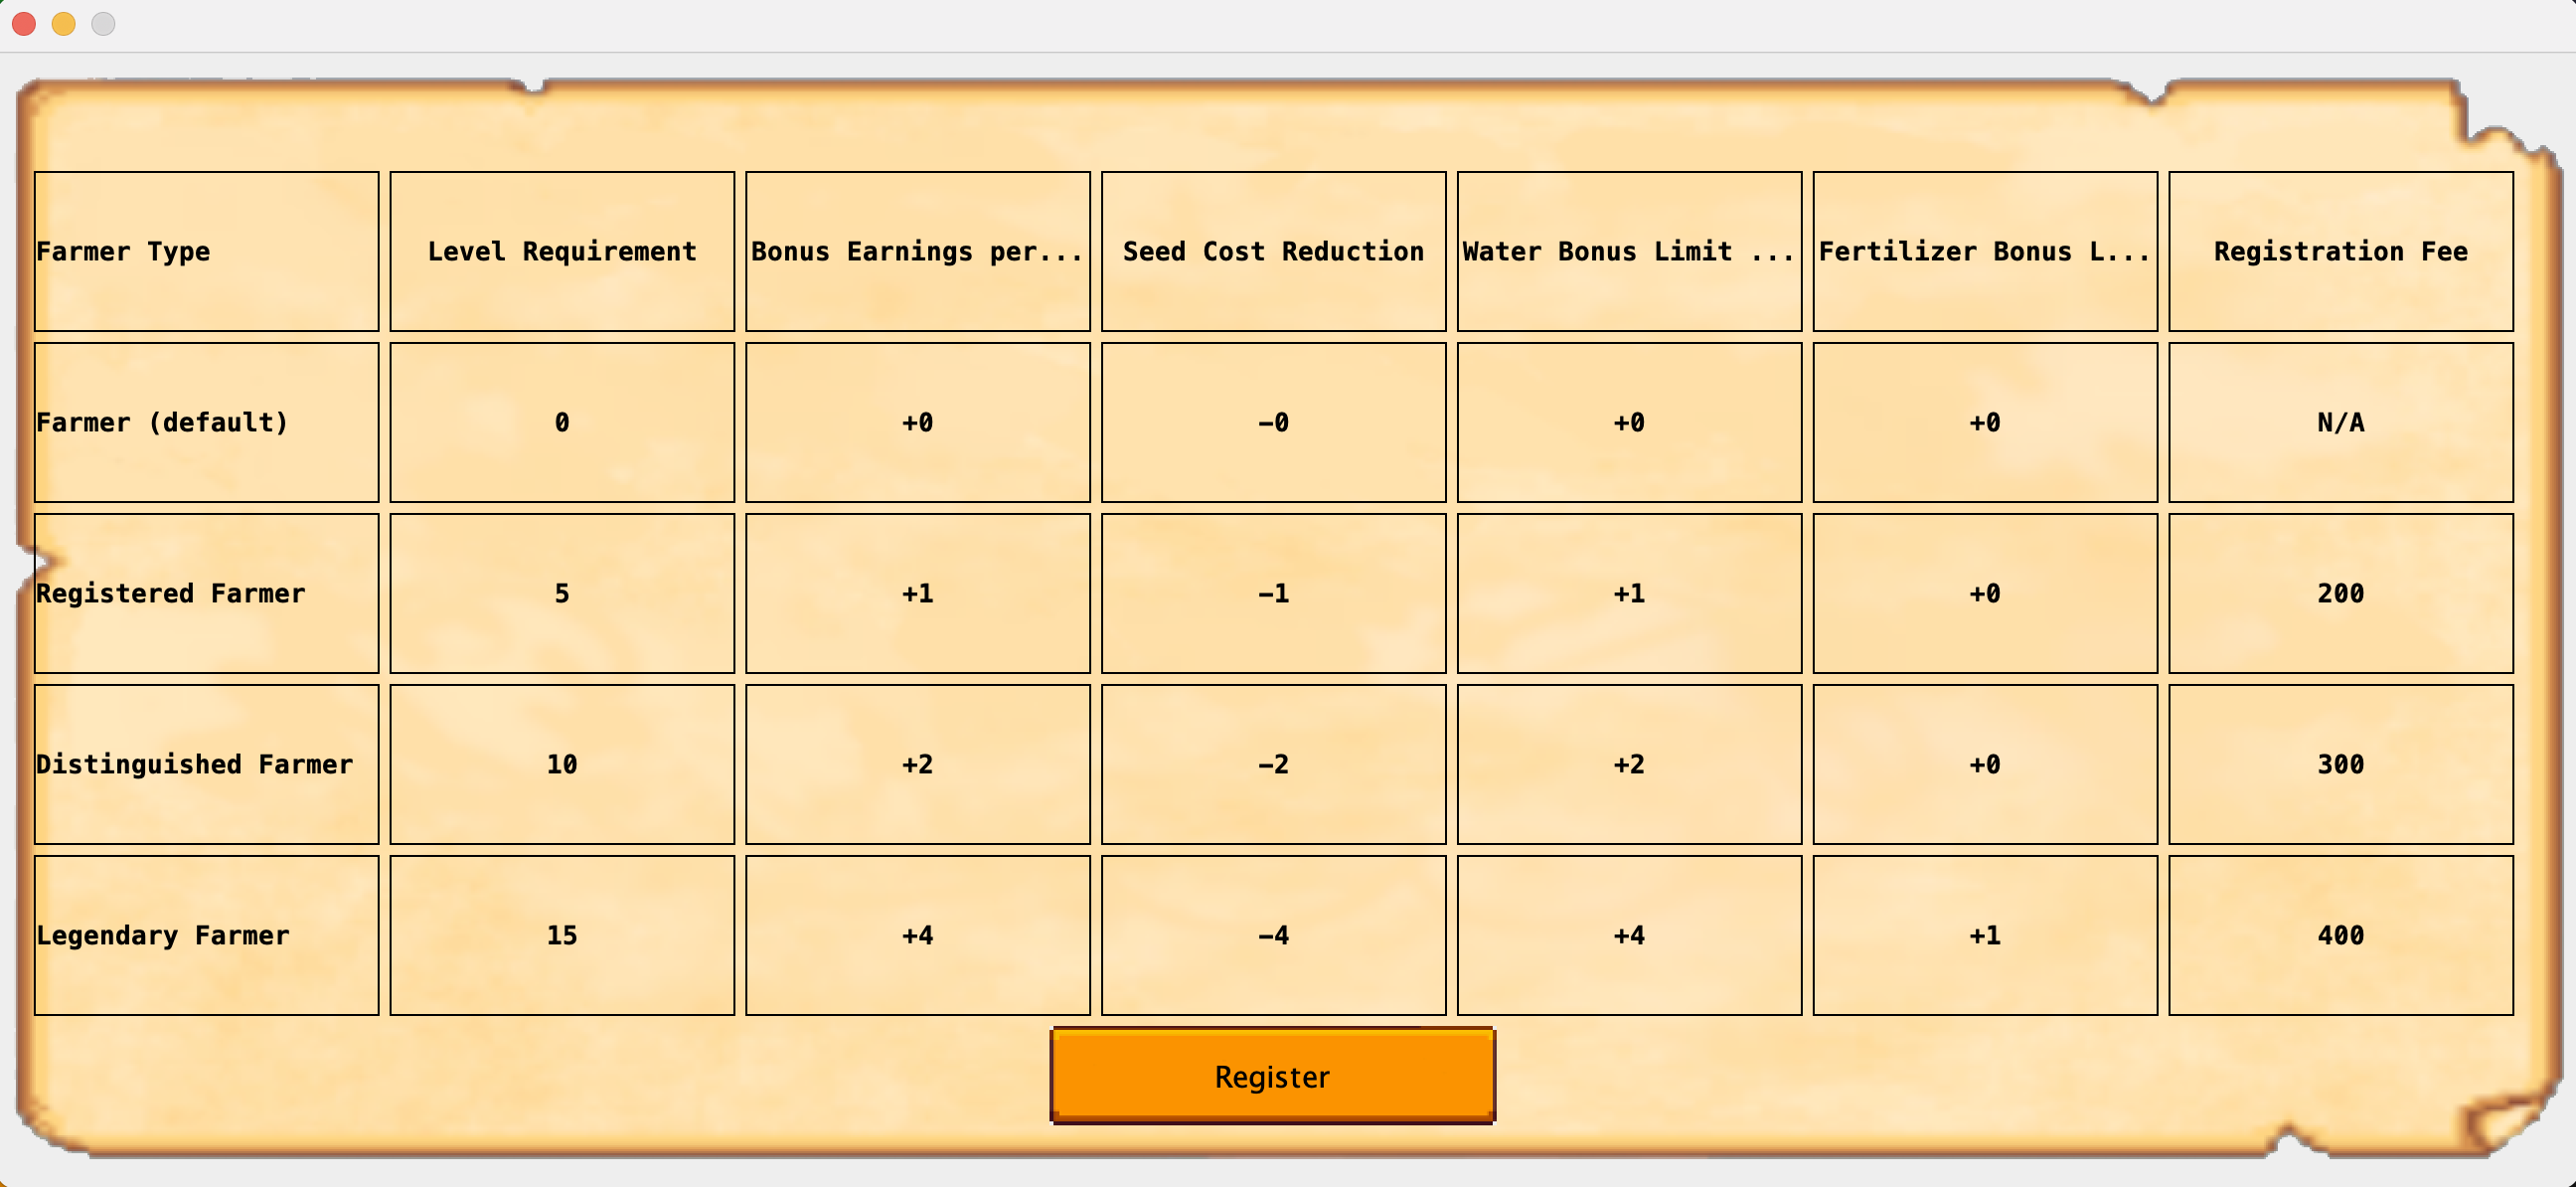 Farmer Type Level Requirement Bonus Earnings per... Seed Cost Reduction Water Bonus Limit ... Fertilizer Bonus L... Registration Fee
Farmer (default) 0 +0 -0 +0 +0 N/A
Registered Farmer 5 +1 -1 +1 +0 200
Distinguished Farmer 10 +2 -2 +2 +0 300
Legendary Farmer 15 +4 -4 +4 +1 400
Register